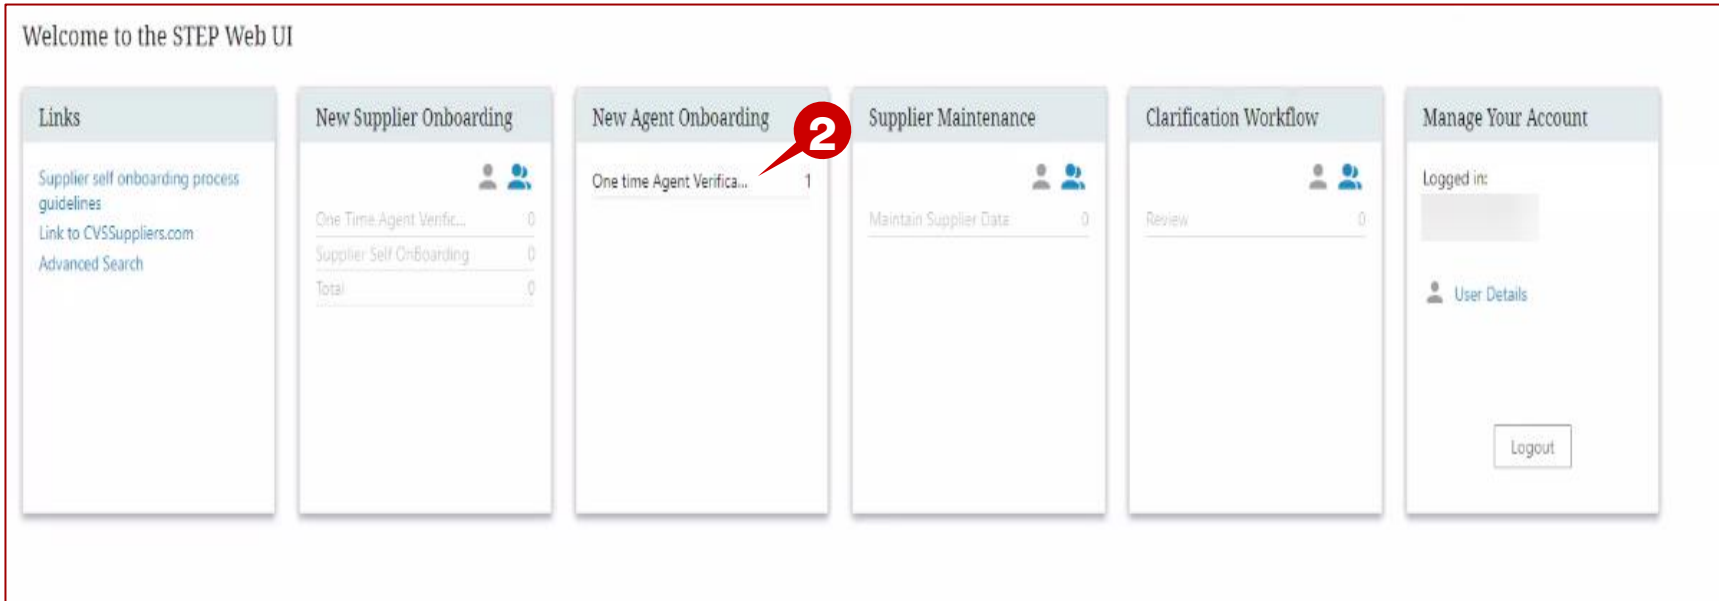 Welcome to the STEP Web UI
Links
Supplier self onboarding process
guidelines
Link to CVSSuppliers.com
Advanced Search
New Supplier Onboarding
One Time Agent Verific... 0
Supplier Self OnBoarding 0
Total 0
New Agent Onboarding
2
One time Agent Verifica... 1
Supplier Maintenance
Maintain Supplier Data 0
Clarification Workflow
Review 0
Manage Your Account
Logged in:
User Details
Logout